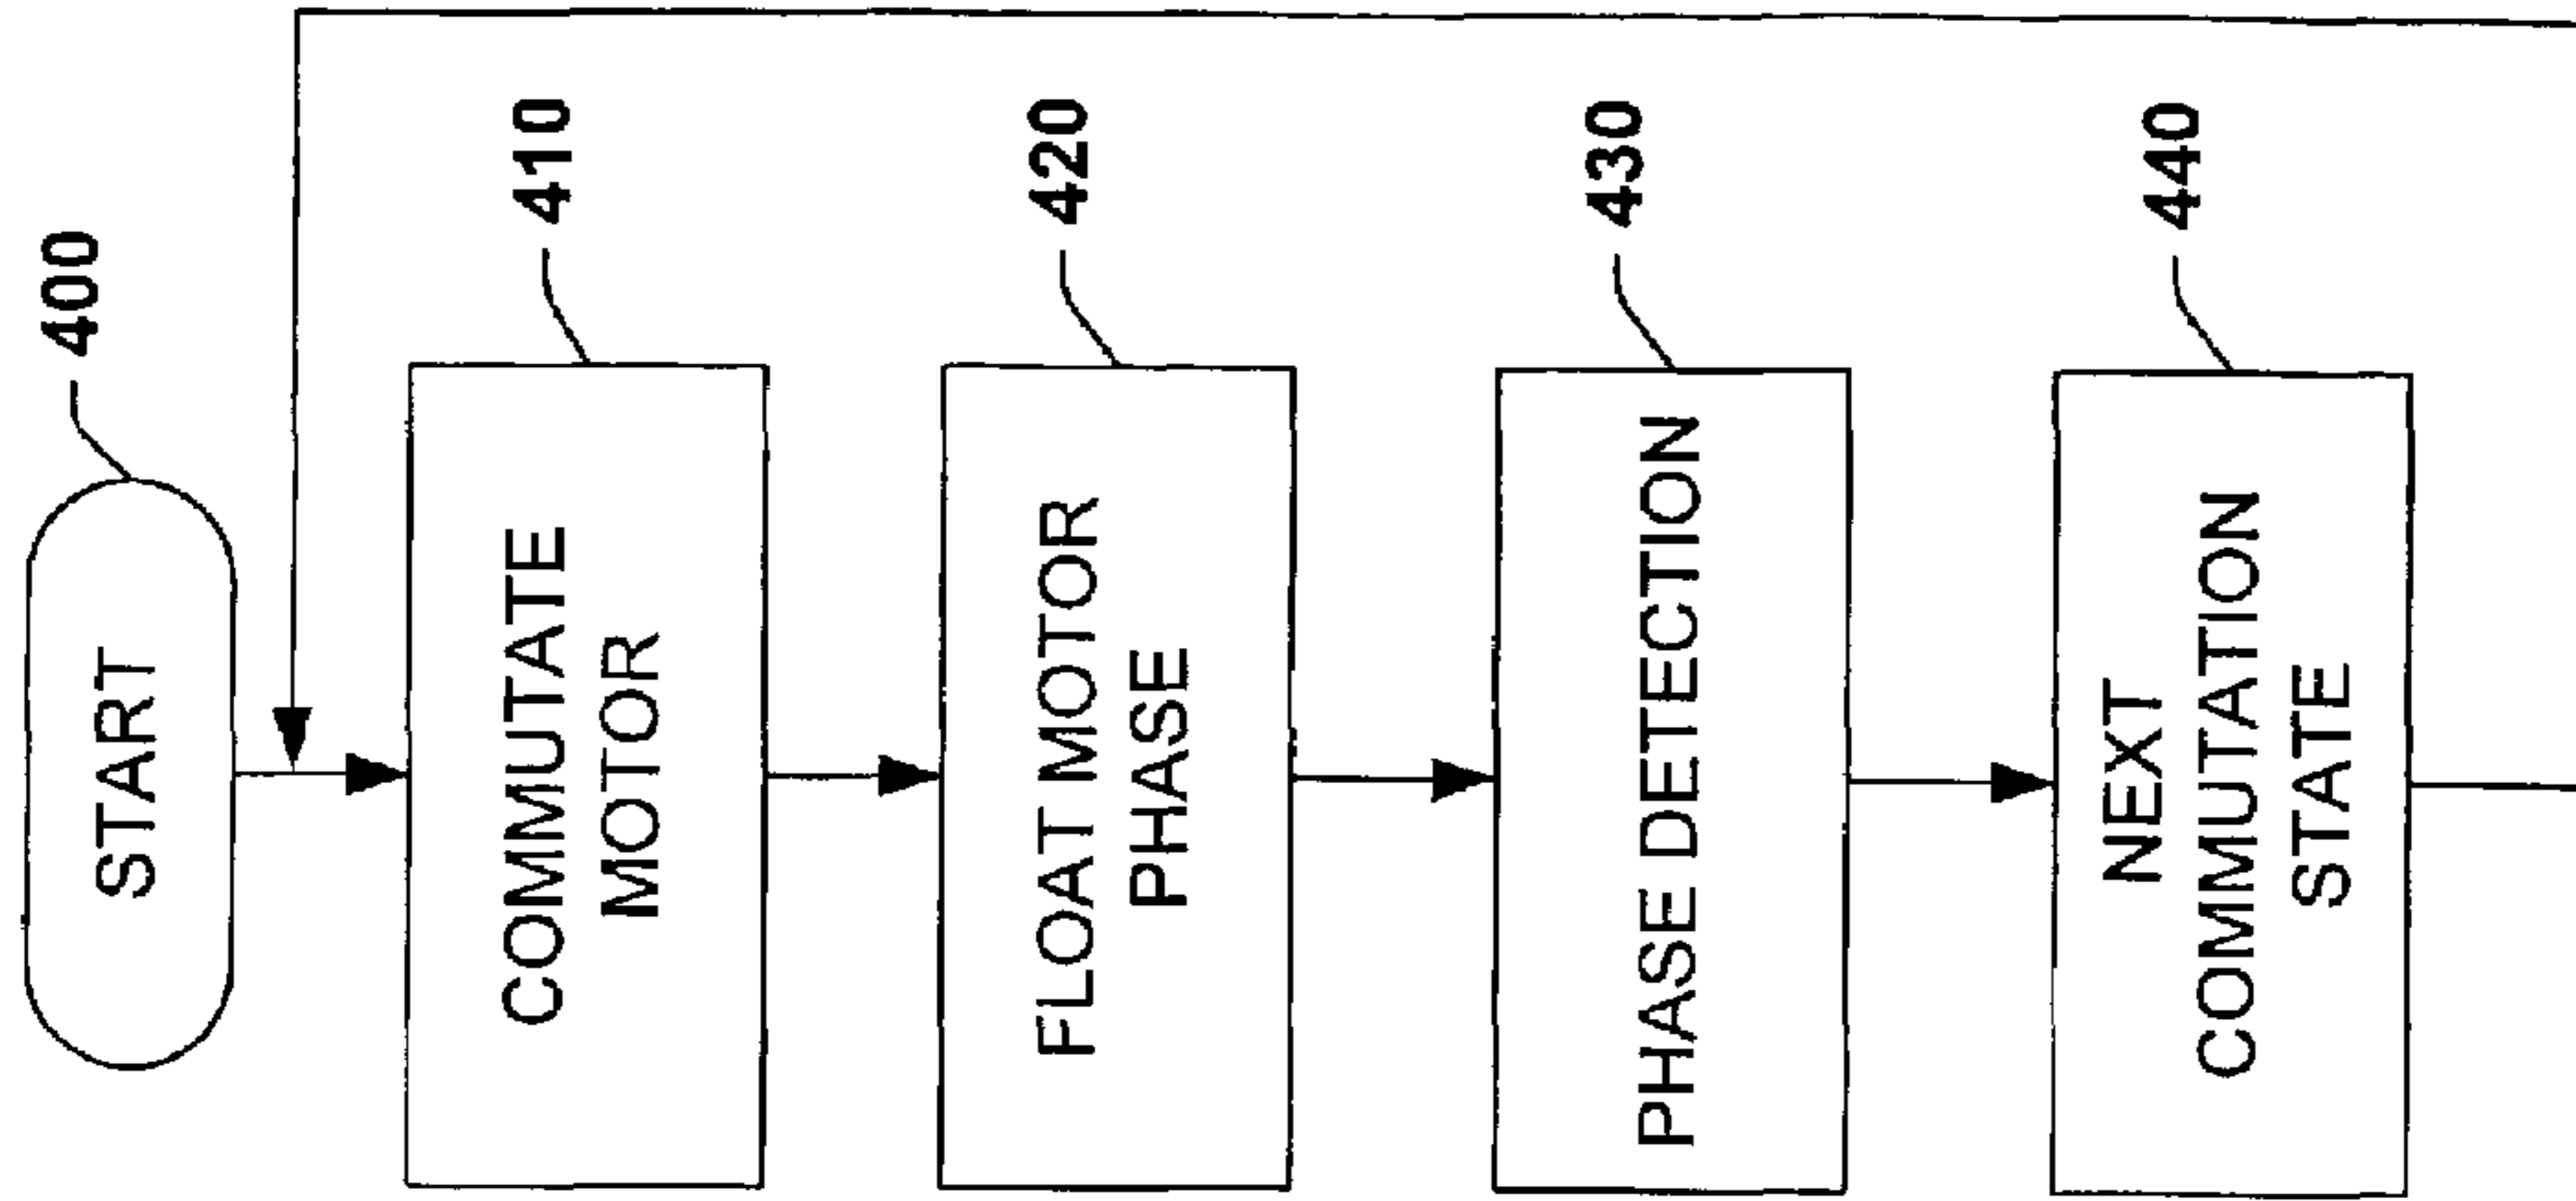 START
400
COMMUTATE
MOTOR
410
FLOAT MOTOR
PHASE
420
PHASE DETECTION
430
NEXT
COMMUTATION
STATE
440